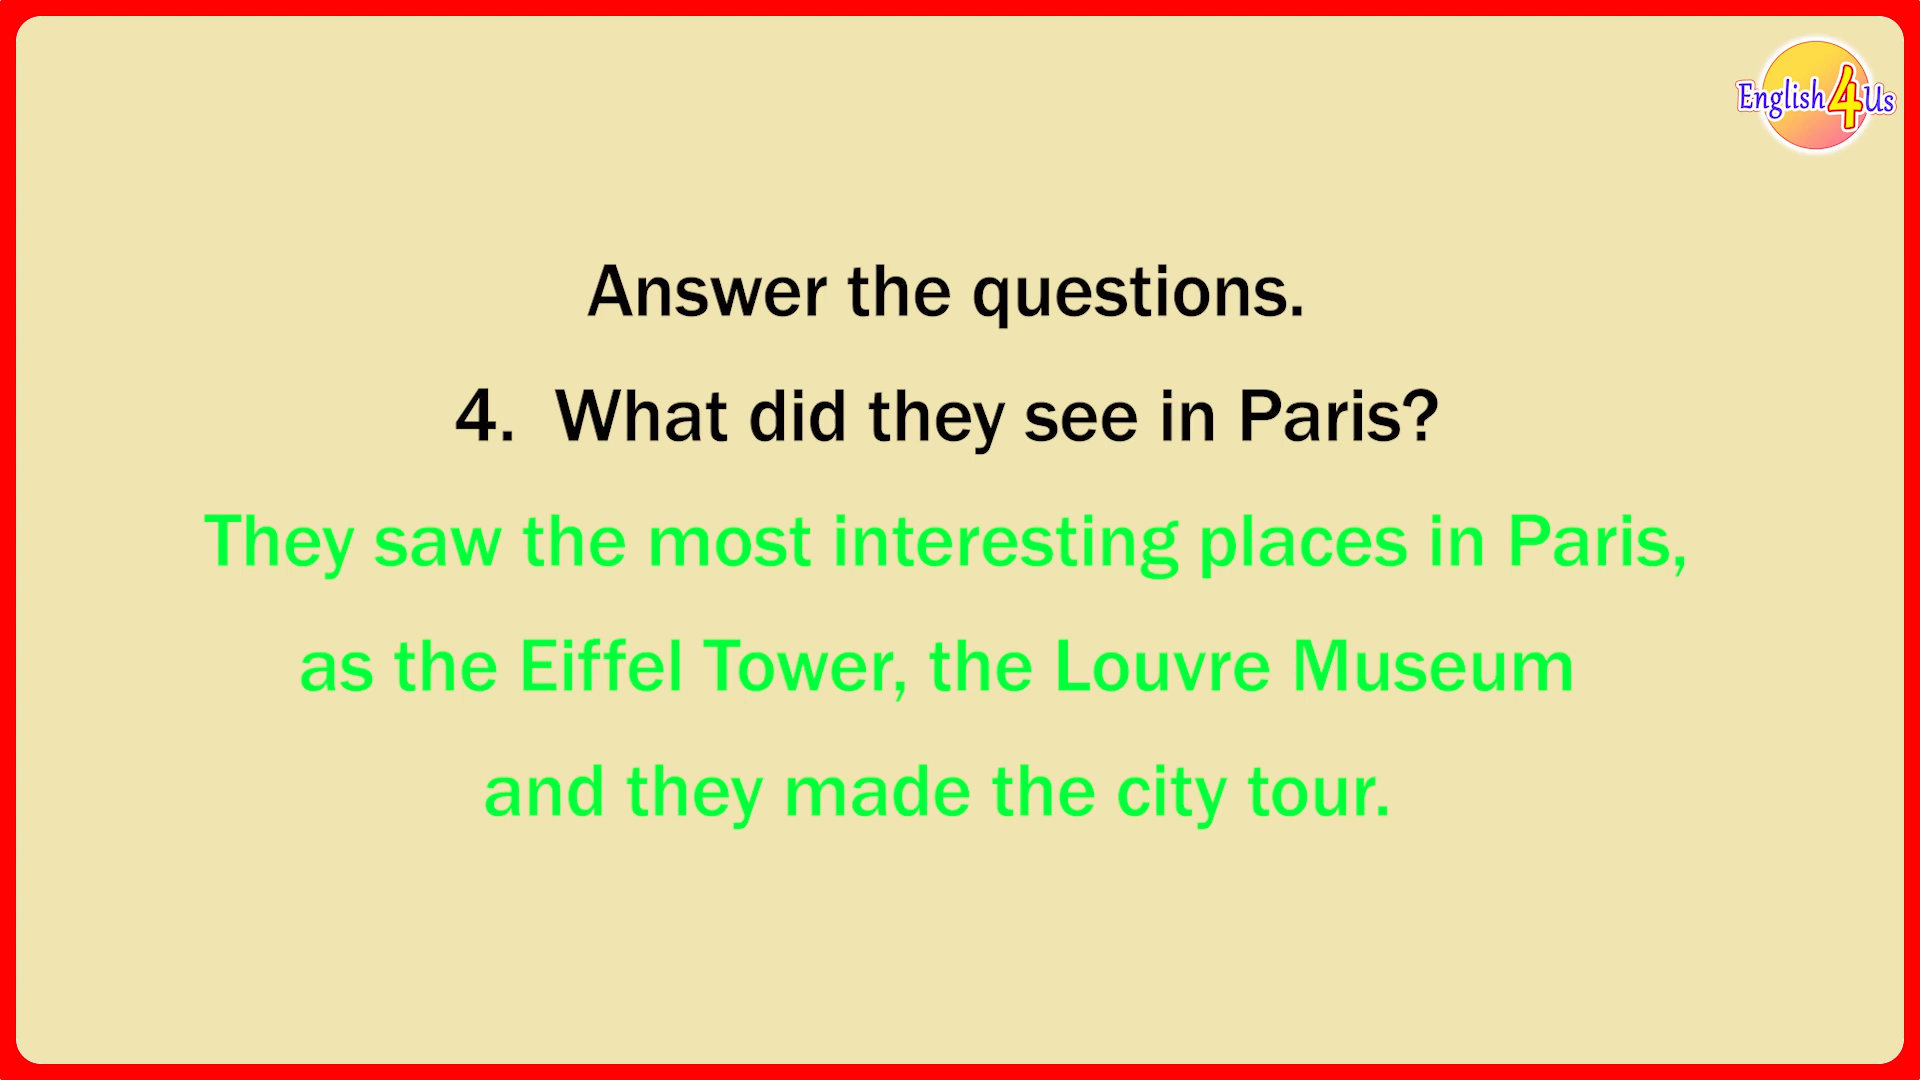 English4Us
Answer the questions.
4. What did they see in Paris?
They saw the most interesting places in Paris,
as the Eiffel Tower, the Louvre Museum
and they made the city tour.